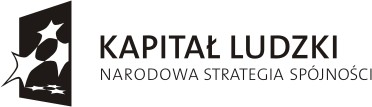 KAPITAŁ LUDZKI
NARODOWA STRATEGIA SPÓJNOŚCI